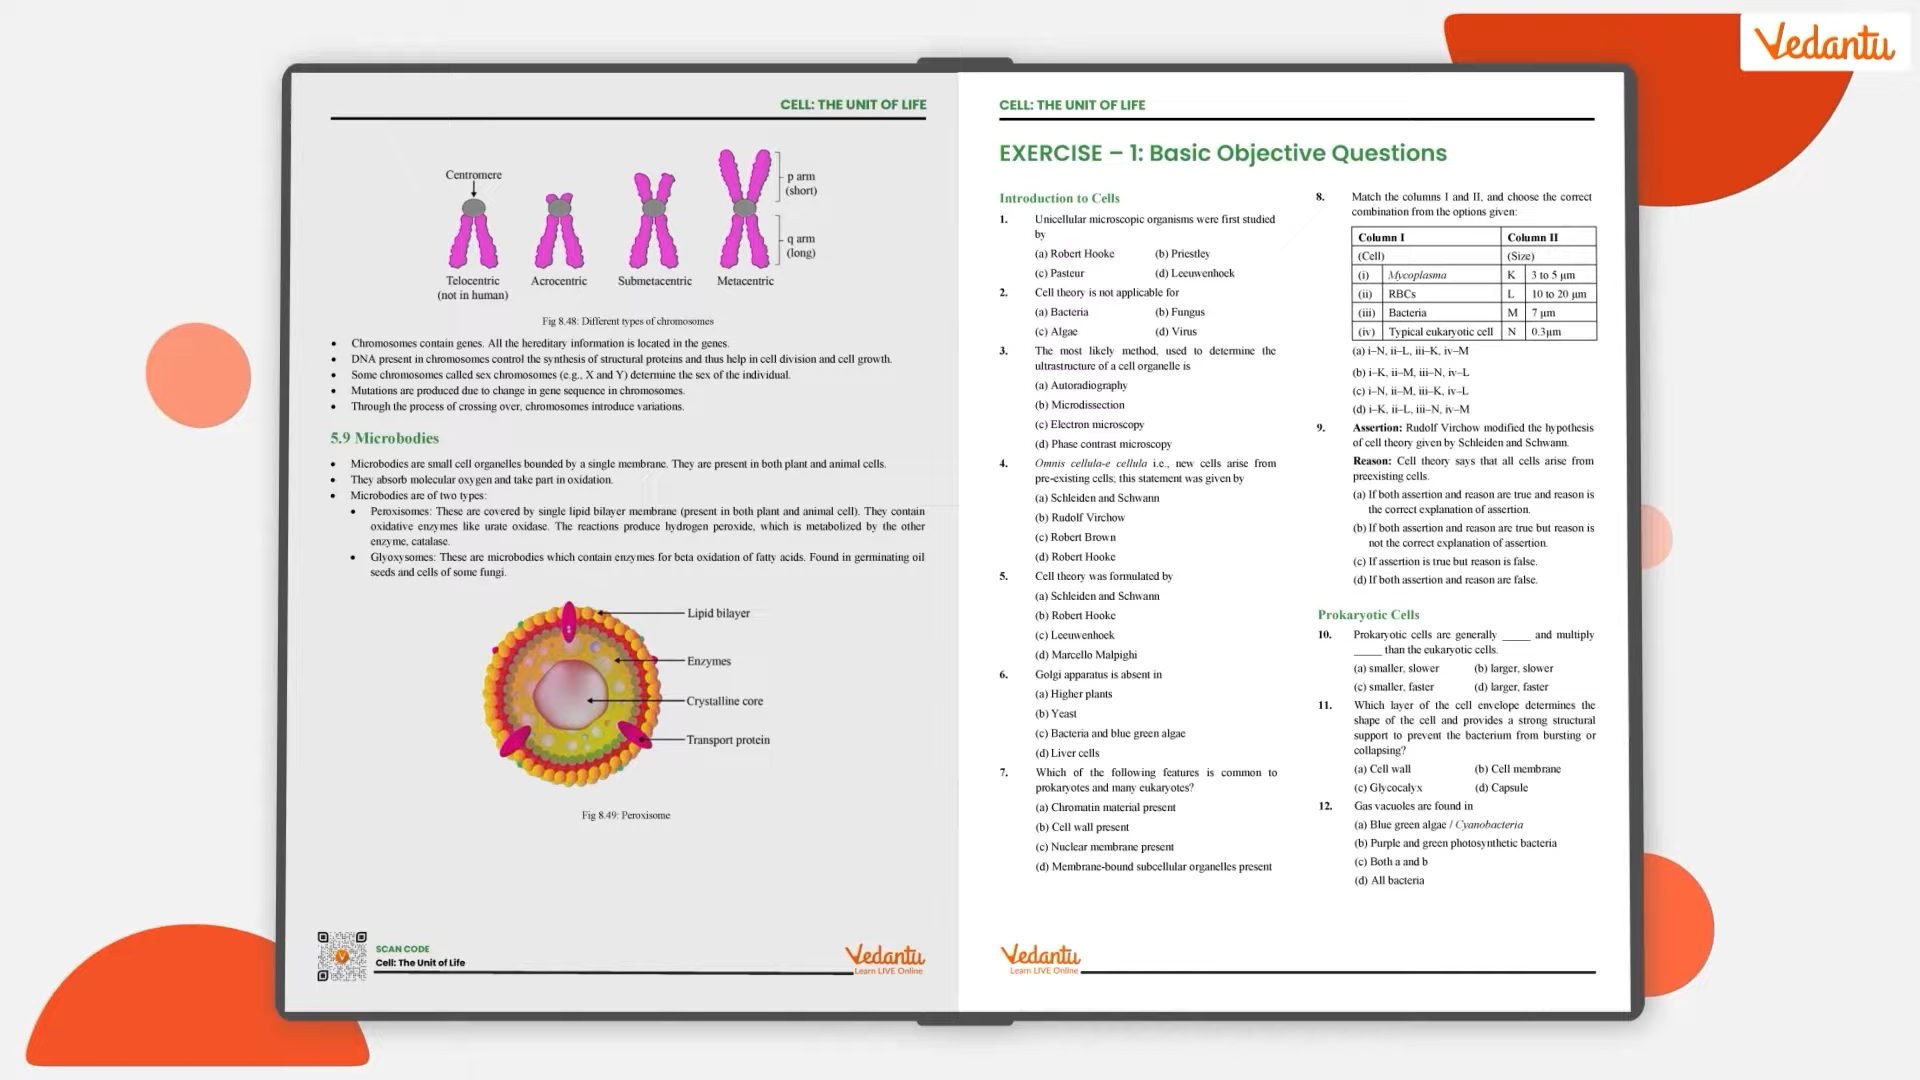 Vedantu
CELL: THE UNIT OF LIFE
Centromere
p arm
(short)
q arm
(long)
Telocentric
(not in human)
Acrocentric
Submetacentric
Metacentric
Fig 8.48: Different types of chromosomes
• Chromosomes contain genes. All the hereditary information is located in the genes.
• DNA present in chromosomes control the synthesis of structural proteins and thus help in cell division and cell growth.
• Some chromosomes called sex chromosomes (e.g., X and Y) determine the sex of the individual.
• Mutations are produced due to change in gene sequence in chromosomes.
• Through the process of crossing over, chromosomes introduce variations.
5.9 Microbodies
• Microbodies are small cell organelles bounded by a single membrane. They are present in both plant and animal cells.
• They absorb molecular oxygen and take part in oxidation.
• Microbodies are of two types:
• Peroxisomes: These are covered by single lipid bilayer membrane (present in both plant and animal cell). They contain
oxidative enzymes like urate oxidase. The reactions produce hydrogen peroxide, which is metabolized by the other
enzyme, catalase.
• Glyoxysomes: These are microbodies which contain enzymes for beta oxidation of fatty acids. Found in germinating oil
seeds and cells of some fungi.
Lipid bilayer
Enzymes
Crystalline core
Transport protein
Fig 8.49: Peroxisome
SCAN CODE
Cell: The Unit of Life
Vedantu
Learn LIVE Online
CELL: THE UNIT OF LIFE
EXERCISE – 1: Basic Objective Questions
Introduction to Cells
1. Unicellular microscopic organisms were first studied
by
(a) Robert Hooke (b) Priestley
(c) Pasteur (d) Leeuwenhoek
2. Cell theory is not applicable for
(a) Bacteria (b) Fungus
(c) Algae (d) Virus
3. The most likely method, used to determine the
ultrastructure of a cell organelle is
(a) Autoradiography
(b) Microdissection
(c) Electron microscopy
(d) Phase contrast microscopy
4. Omnis cellula-e cellula i.e., new cells arise from
pre-existing cells; this statement was given by
(a) Schleiden and Schwann
(b) Rudolf Virchow
(c) Robert Brown
(d) Robert Hooke
5. Cell theory was formulated by
(a) Schleiden and Schwann
(b) Robert Hooke
(c) Leeuwenhoek
(d) Marcello Malpighi
6. Golgi apparatus is absent in
(a) Higher plants
(b) Yeast
(c) Bacteria and blue green algae
(d) Liver cells
7. Which of the following features is common to
prokaryotes and many eukaryotes?
(a) Chromatin material present
(b) Cell wall present
(c) Nuclear membrane present
(d) Membrane-bound subcellular organelles present
8. Match the columns I and II, and choose the correct
combination from the options given:
Column I Column II
(Cell) (Size)
(i) Mycoplasma K 3 to 5 μm
(ii) RBCs L 10 to 20 μm
(iii) Bacteria M 7 μm
(iv) Typical eukaryotic cell N 0.3μm
(a) i–N, ii–L, iii–K, iv–M
(b) i–K, ii–M, iii–N, iv–L
(c) i–N, ii–M, iii–K, iv–L
(d) i–K, ii–L, iii–N, iv–M
9. Assertion: Rudolf Virchow modified the hypothesis
of cell theory given by Schleiden and Schwann.
Reason: Cell theory says that all cells arise from
preexisting cells.
(a) If both assertion and reason are true and reason is
the correct explanation of assertion.
(b) If both assertion and reason are true but reason is
not the correct explanation of assertion.
(c) If assertion is true but reason is false.
(d) If both assertion and reason are false.
Prokaryotic Cells
10. Prokaryotic cells are generally _____ and multiply
_____ than the eukaryotic cells.
(a) smaller, slower (b) larger, slower
(c) smaller, faster (d) larger, faster
11. Which layer of the cell envelope determines the
shape of the cell and provides a strong structural
support to prevent the bacterium from bursting or
collapsing?
(a) Cell wall (b) Cell membrane
(c) Glycocalyx (d) Capsule
12. Gas vacuoles are found in
(a) Blue green algae / Cyanobacteria
(b) Purple and green photosynthetic bacteria
(c) Both a and b
(d) All bacteria
Vedantu
Learn LIVE Online